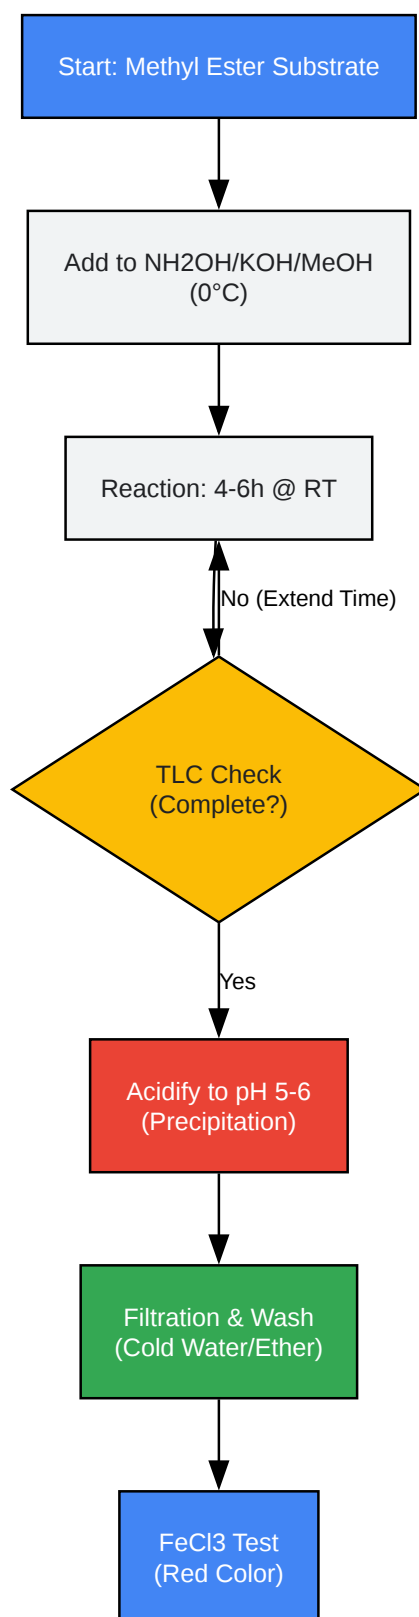 Start: Methyl Ester Substrate
Add to NH2OH/KOH/MeOH
(0°C)
Reaction: 4-6h @ RT
No (Extend Time)
TLC Check
(Complete?)
Yes
Acidify to pH 5-6
(Precipitation)
Filtration & Wash
(Cold Water/Ether)
FeCl3 Test
(Red Color)